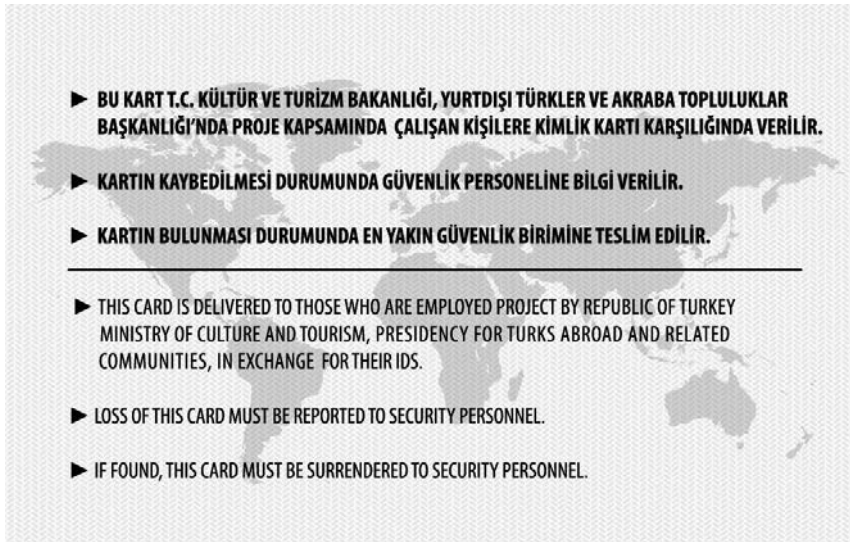 ► BU KART T.C. KÜLTÜR VE TURİZM BAKANLIĞI, YURTDIŞI TÜRKLER VE AKRABA TOPLULUKLAR
BAŞKANLIĞI'NDA PROJE KAPSAMINDA ÇALIŞAN KİŞİLERE KİMLİK KARTI KARŞILIĞINDA VERİLİR.
► KARTIN KAYBEDİLMESİ DURUMUNDA GÜVENLİK PERSONELİNE BİLGİ VERİLİR.
► KARTIN BULUNMASI DURUMUNDA EN YAKIN GÜVENLİK BİRİMİNE TESLİM EDİLİR.
► THIS CARD IS DELIVERED TO THOSE WHO ARE EMPLOYED PROJECT BY REPUBLIC OF TURKEY
MINISTRY OF CULTURE AND TOURISM, PRESIDENCY FOR TURKS ABROAD AND RELATED
COMMUNITIES, IN EXCHANGE FOR THEIR IDS.
► LOSS OF THIS CARD MUST BE REPORTED TO SECURITY PERSONNEL.
► IF FOUND, THIS CARD MUST BE SURRENDERED TO SECURITY PERSONNEL.